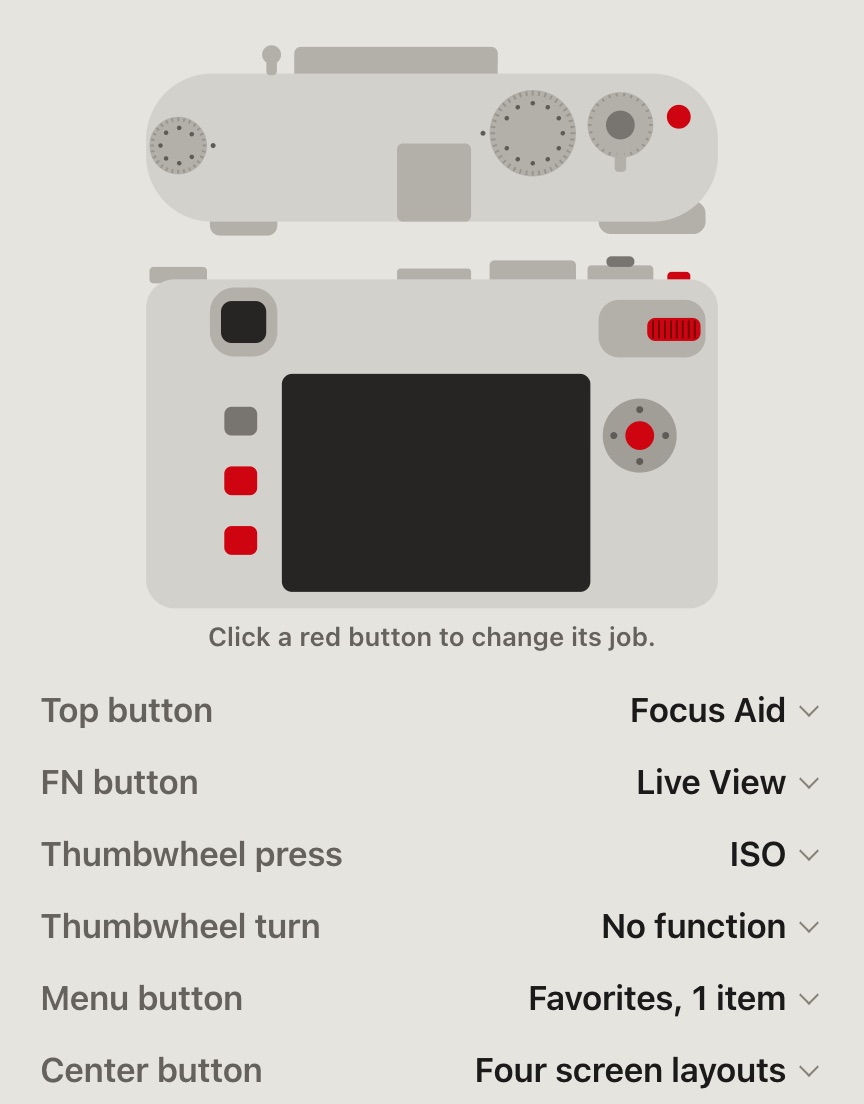 Click a red button to change its job.
Top button Focus Aid
FN button Live View
Thumbwheel press ISO
Thumbwheel turn No function
Menu button Favorites, 1 item
Center button Four screen layouts